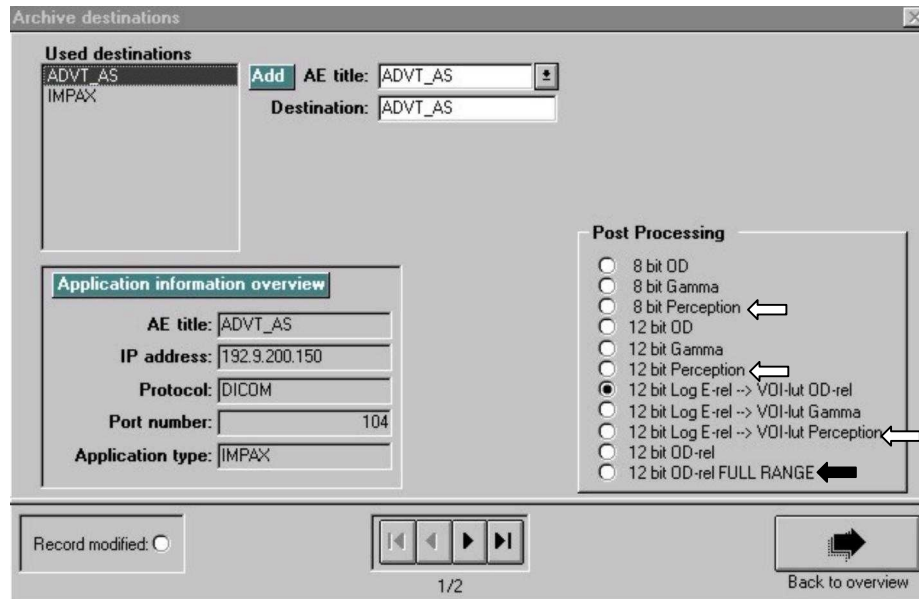 Archive destinations
Used destinations
ADVT_AS
IMPAX
Add AE title: ADVT_AS
Destination: ADVT_AS
Application information overview
AE title: ADVT_AS
IP address: 192.9.200.150
Protocol: DICOM
Port number: 104
Application type: IMPAX
Post Processing
8 bit OD
8 bit Gamma
8 bit Perception
12 bit OD
12 bit Gamma
12 bit Perception
12 bit Log E-rel --> VOI-lut OD-rel
12 bit Log E-rel --> VOI-lut Gamma
12 bit Log E-rel --> VOI-lut Perception
12 bit OD-rel
12 bit OD-rel FULL RANGE
Record modified:
1/2
Back to overview